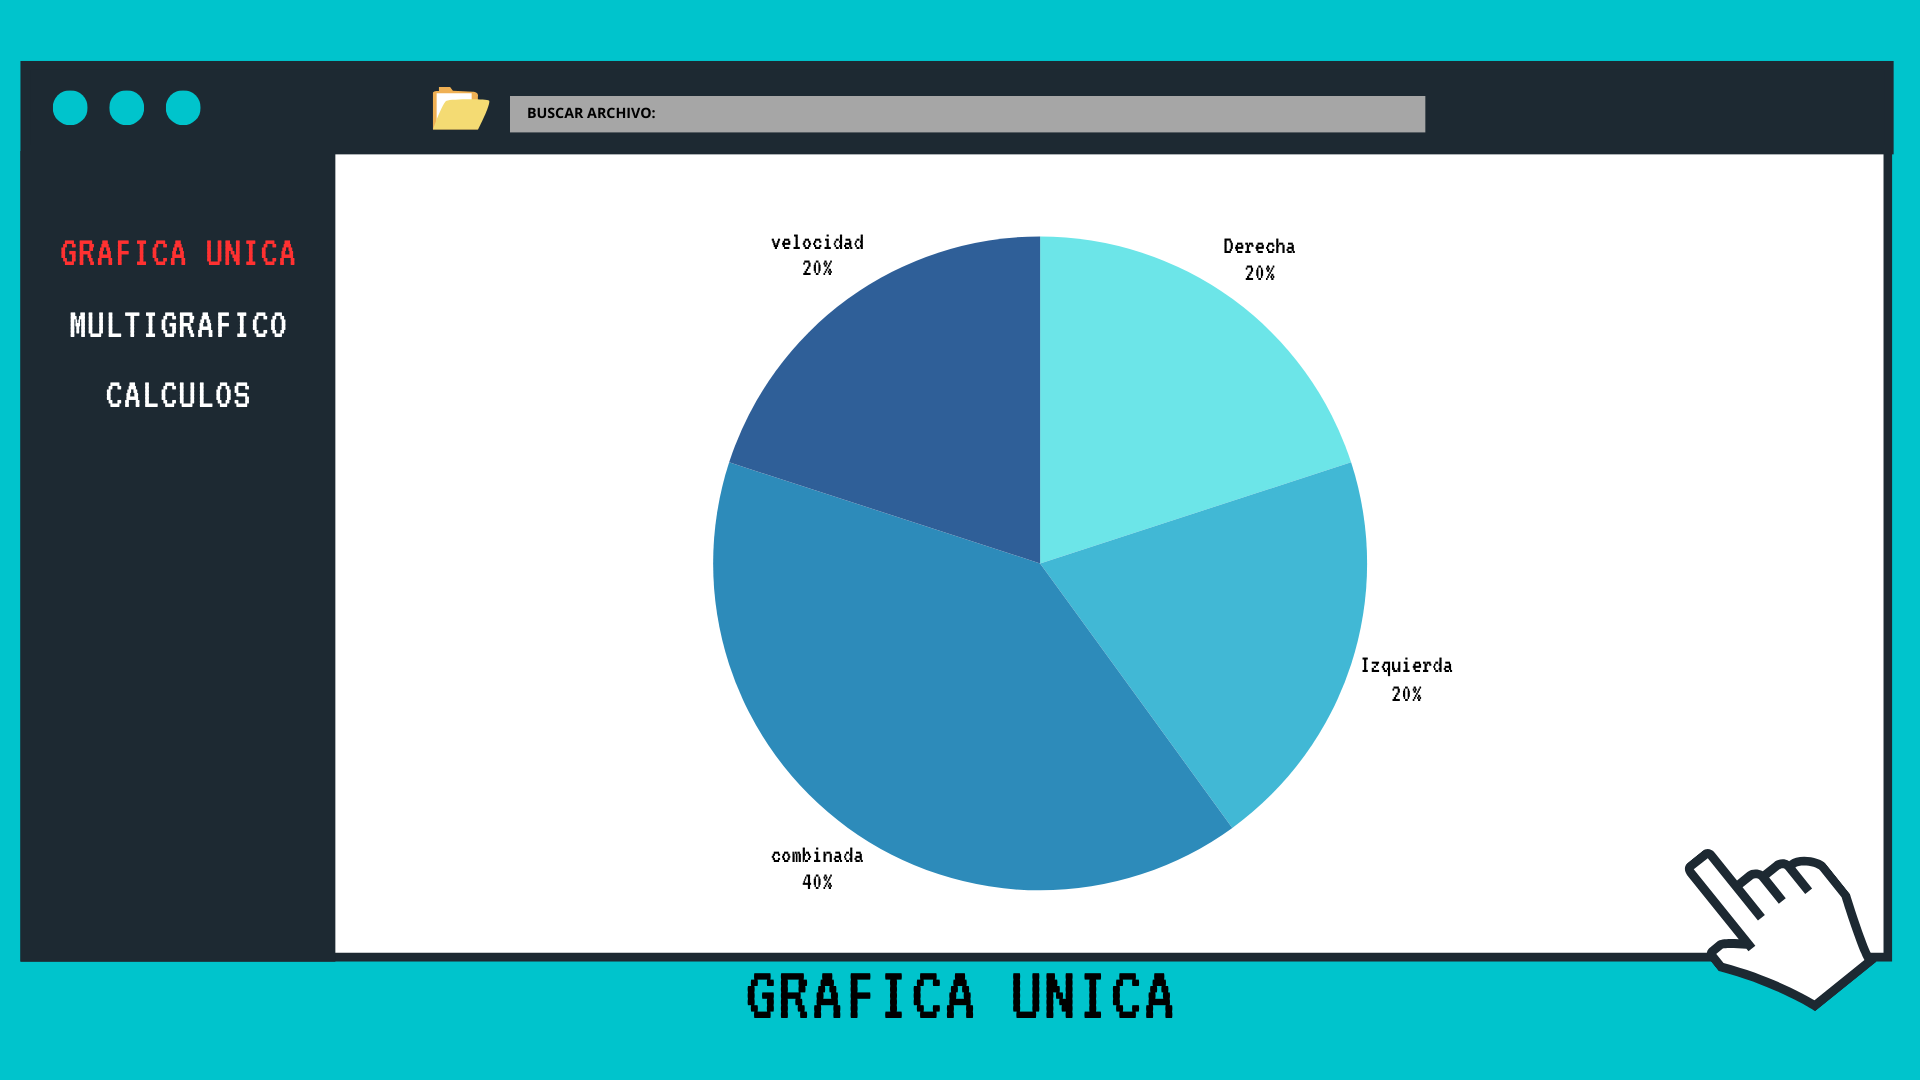 BUSCAR ARCHIVO:
GRAFICA UNICA
MULTIGRAFICO
CALCULOS
velocidad
20%
Derecha
20%
Izquierda
20%
combinada
40%
GRAFICA UNICA